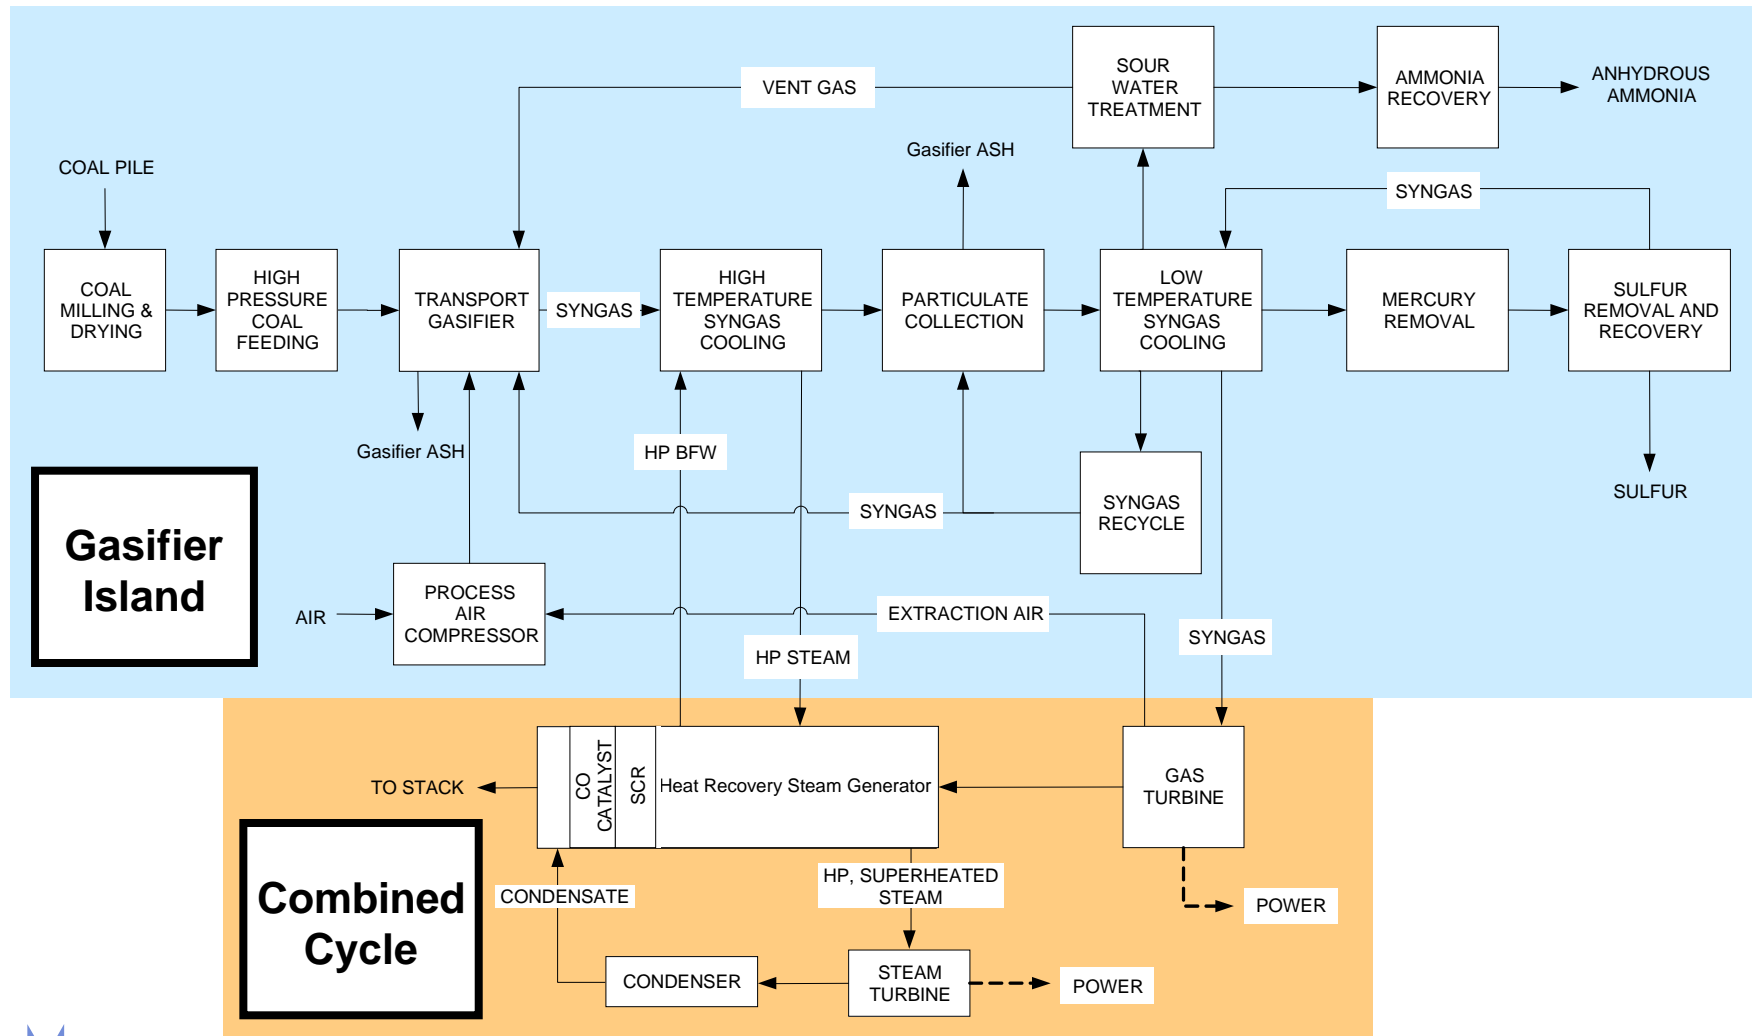 SOUR
WATER
TREATMENT
AMMONIA
RECOVERY
ANHYDROUS
AMMONIA
VENT GAS
Gasifier ASH
COAL PILE
SYNGAS
COAL
MILLING &
DRYING
HIGH
PRESSURE
COAL
FEEDING
TRANSPORT
GASIFIER
SYNGAS
HIGH
TEMPERATURE
SYNGAS
COOLING
PARTICULATE
COLLECTION
LOW
TEMPERATURE
SYNGAS
COOLING
MERCURY
REMOVAL
SULFUR
REMOVAL AND
RECOVERY
Gasifier ASH
HP BFW
SYNGAS
SYNGAS
RECYCLE
SULFUR
Gasifier
Island
AIR
PROCESS
AIR
COMPRESSOR
EXTRACTION AIR
HP STEAM
SYNGAS
TO STACK
CO
CATALYST
SCR
Heat Recovery Steam Generator
GAS
TURBINE
Combined
Cycle
CONDENSATE
HP, SUPERHEATED
STEAM
POWER
CONDENSER
STEAM
TURBINE
POWER